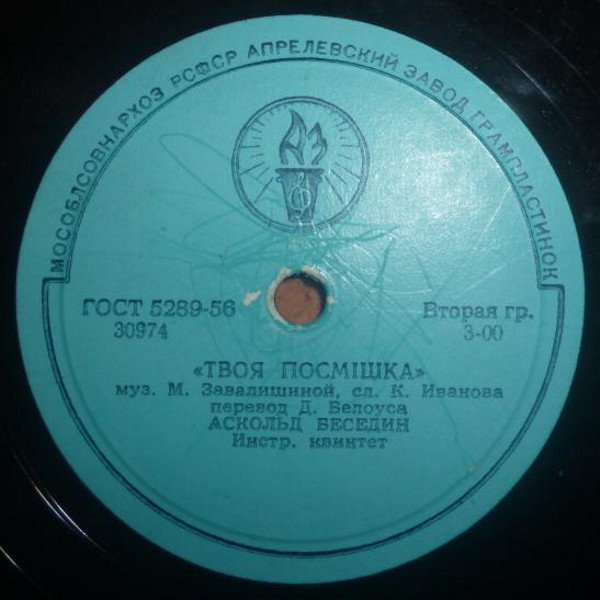 МОСОБЛСОВНАРХОЗ РСФСР АПРЕЛЕВСКИЙ ЗАВОД ГРАМПЛАСТИНОК
АЗ
ГОСТ 5289-56
30974
Вторая гр.
3-00
«ТВОЯ ПОСМІШКА»
муз. М. Завалишиной, сл. К. Иванова
перевод Д. Белоуса
АСКОЛЬД БЕСЕДИН
Инстр. квинтет